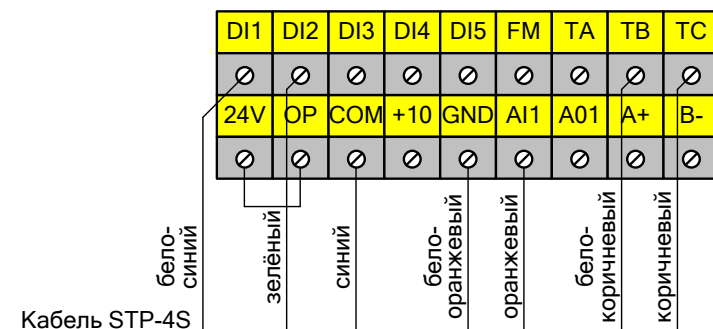 DI1 DI2 DI3 DI4 DI5 FM TA TB TC
24V OP COM +10 GND AI1 A01 A+ B-
бело-
синий
зелёный
синий
бело-
оранжевый
оранжевый
бело-
коричневый
коричневый
Кабель STP-4S